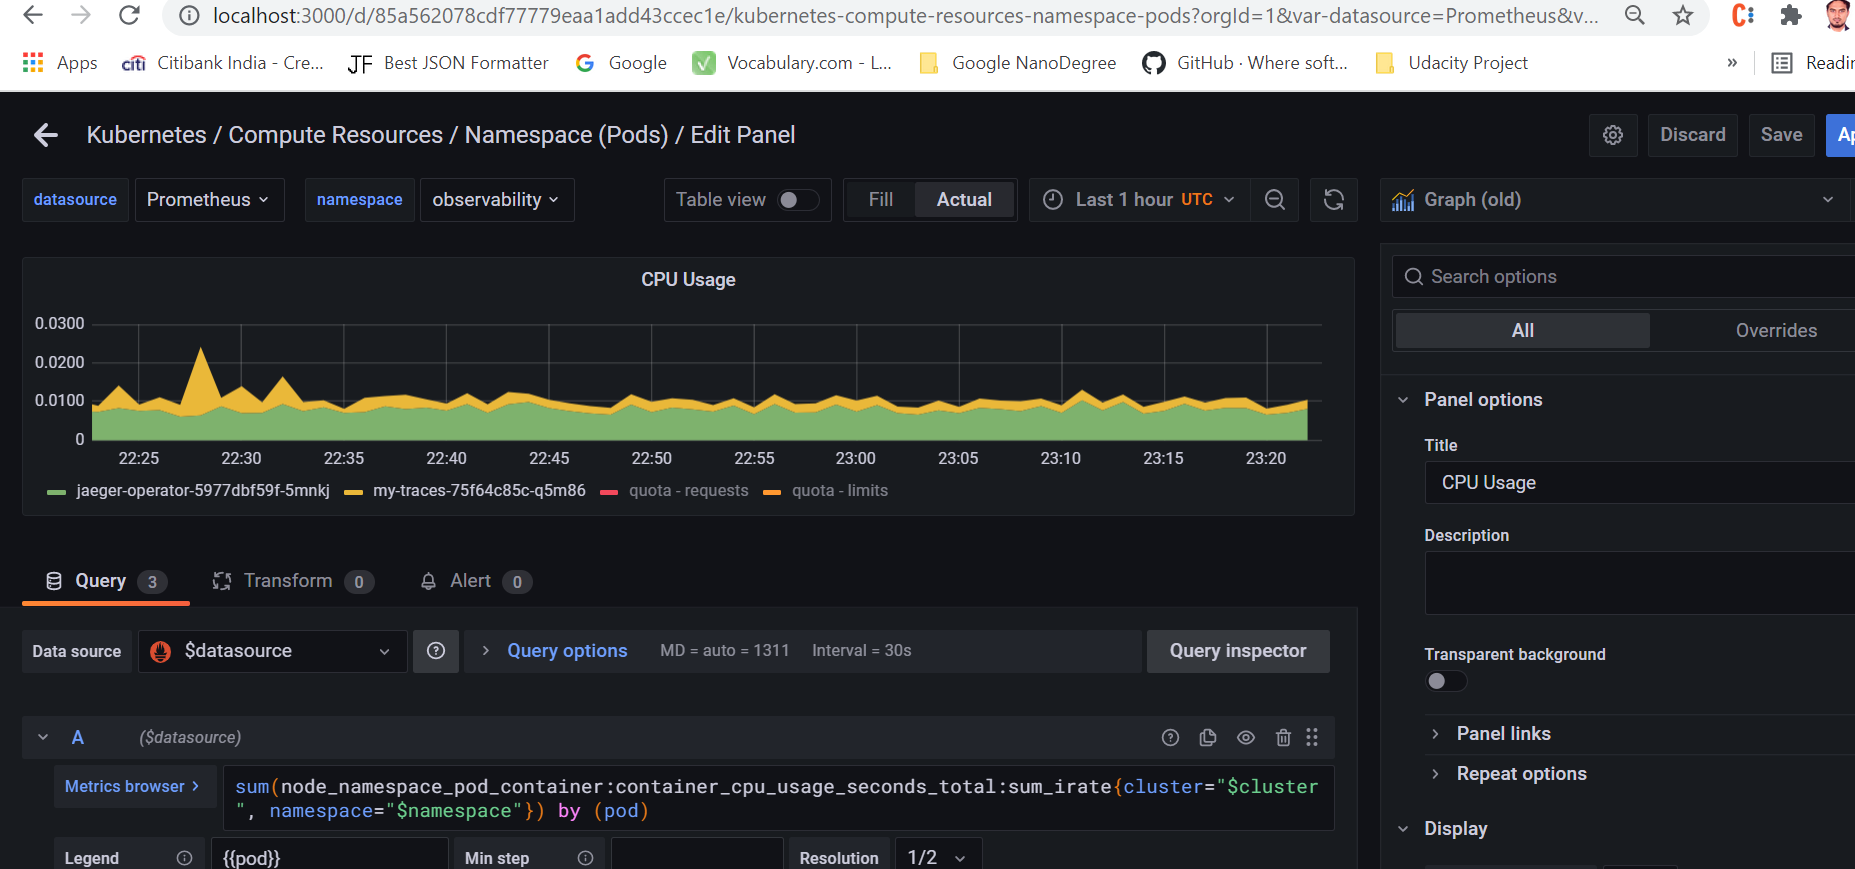 localhost:3000/d/85a562078cdf77779eaa1add43ccec1e/kubernetes-compute-resources-namespace-pods?orgId=1&var-datasource=Prometheus&v...
Apps citi Citibank India - Cre... JF Best JSON Formatter G Google Vocabulary.com - L... Google NanoDegree GitHub · Where soft... Udacity Project » Readin
Kubernetes / Compute Resources / Namespace (Pods) / Edit Panel Discard Save Ap
datasource Prometheus namespace observability Table view Fill Actual Last 1 hour UTC Graph (old)
CPU Usage
0.0300
0.0200
0.0100
0
22:25 22:30 22:35 22:40 22:45 22:50 22:55 23:00 23:05 23:10 23:15 23:20
jaeger-operator-5977dbf59f-5mnkj my-traces-75f64c85c-q5m86 quota - requests quota - limits
Search options
All Overrides
Panel options
Title
CPU Usage
Description
Transparent background
Panel links
Repeat options
Display
Query 3 Transform 0 Alert 0
Data source $datasource Query options MD = auto = 1311 Interval = 30s Query inspector
A ($datasource)
Metrics browser > sum(node_namespace_pod_container:container_cpu_usage_seconds_total:sum_irate{cluster="$cluster
", namespace="$namespace"}) by (pod)
Legend {{pod}} Min step Resolution 1/2